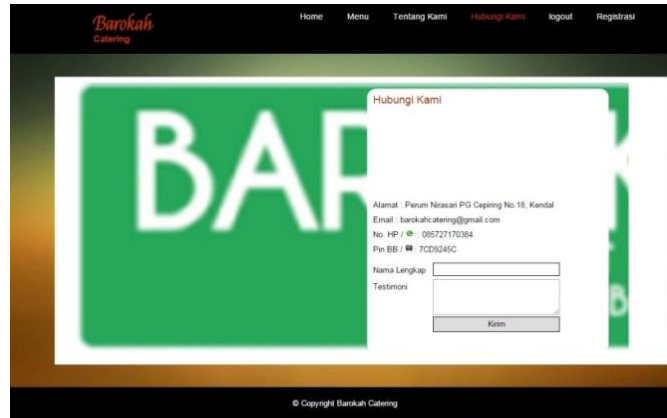 Barokah
Catering
Home Menu Tentang Kami Hubungi Kami logout Registrasi
BAR
Hubungi Kami
Alamat : Perum Nirasari PG Cepiring No.18, Kendal
Email : barokahcatering@gmail.com
No. HP / : 085727170384
Pin BB / : 7CD9245C
Nama Lengkap
Testimoni
Kirim
© Copyright Barokah Catering